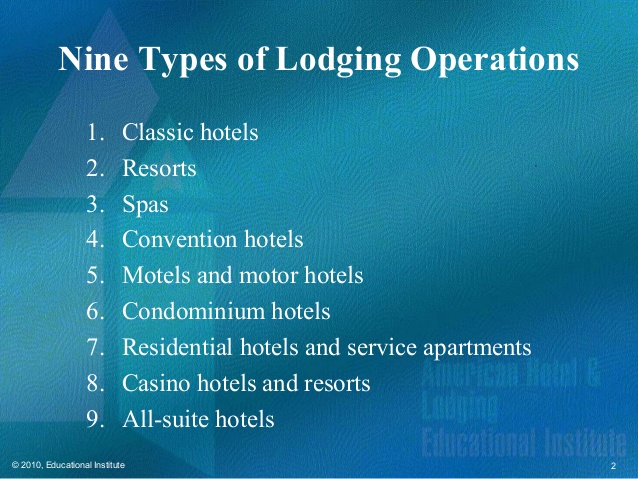 Nine Types of Lodging Operations
1. Classic hotels
2. Resorts
3. Spas
4. Convention hotels
5. Motels and motor hotels
6. Condominium hotels
7. Residential hotels and service apartments
8. Casino hotels and resorts
9. All-suite hotels
American Hotel &
Lodging
Educational Institute
© 2010, Educational Institute
2